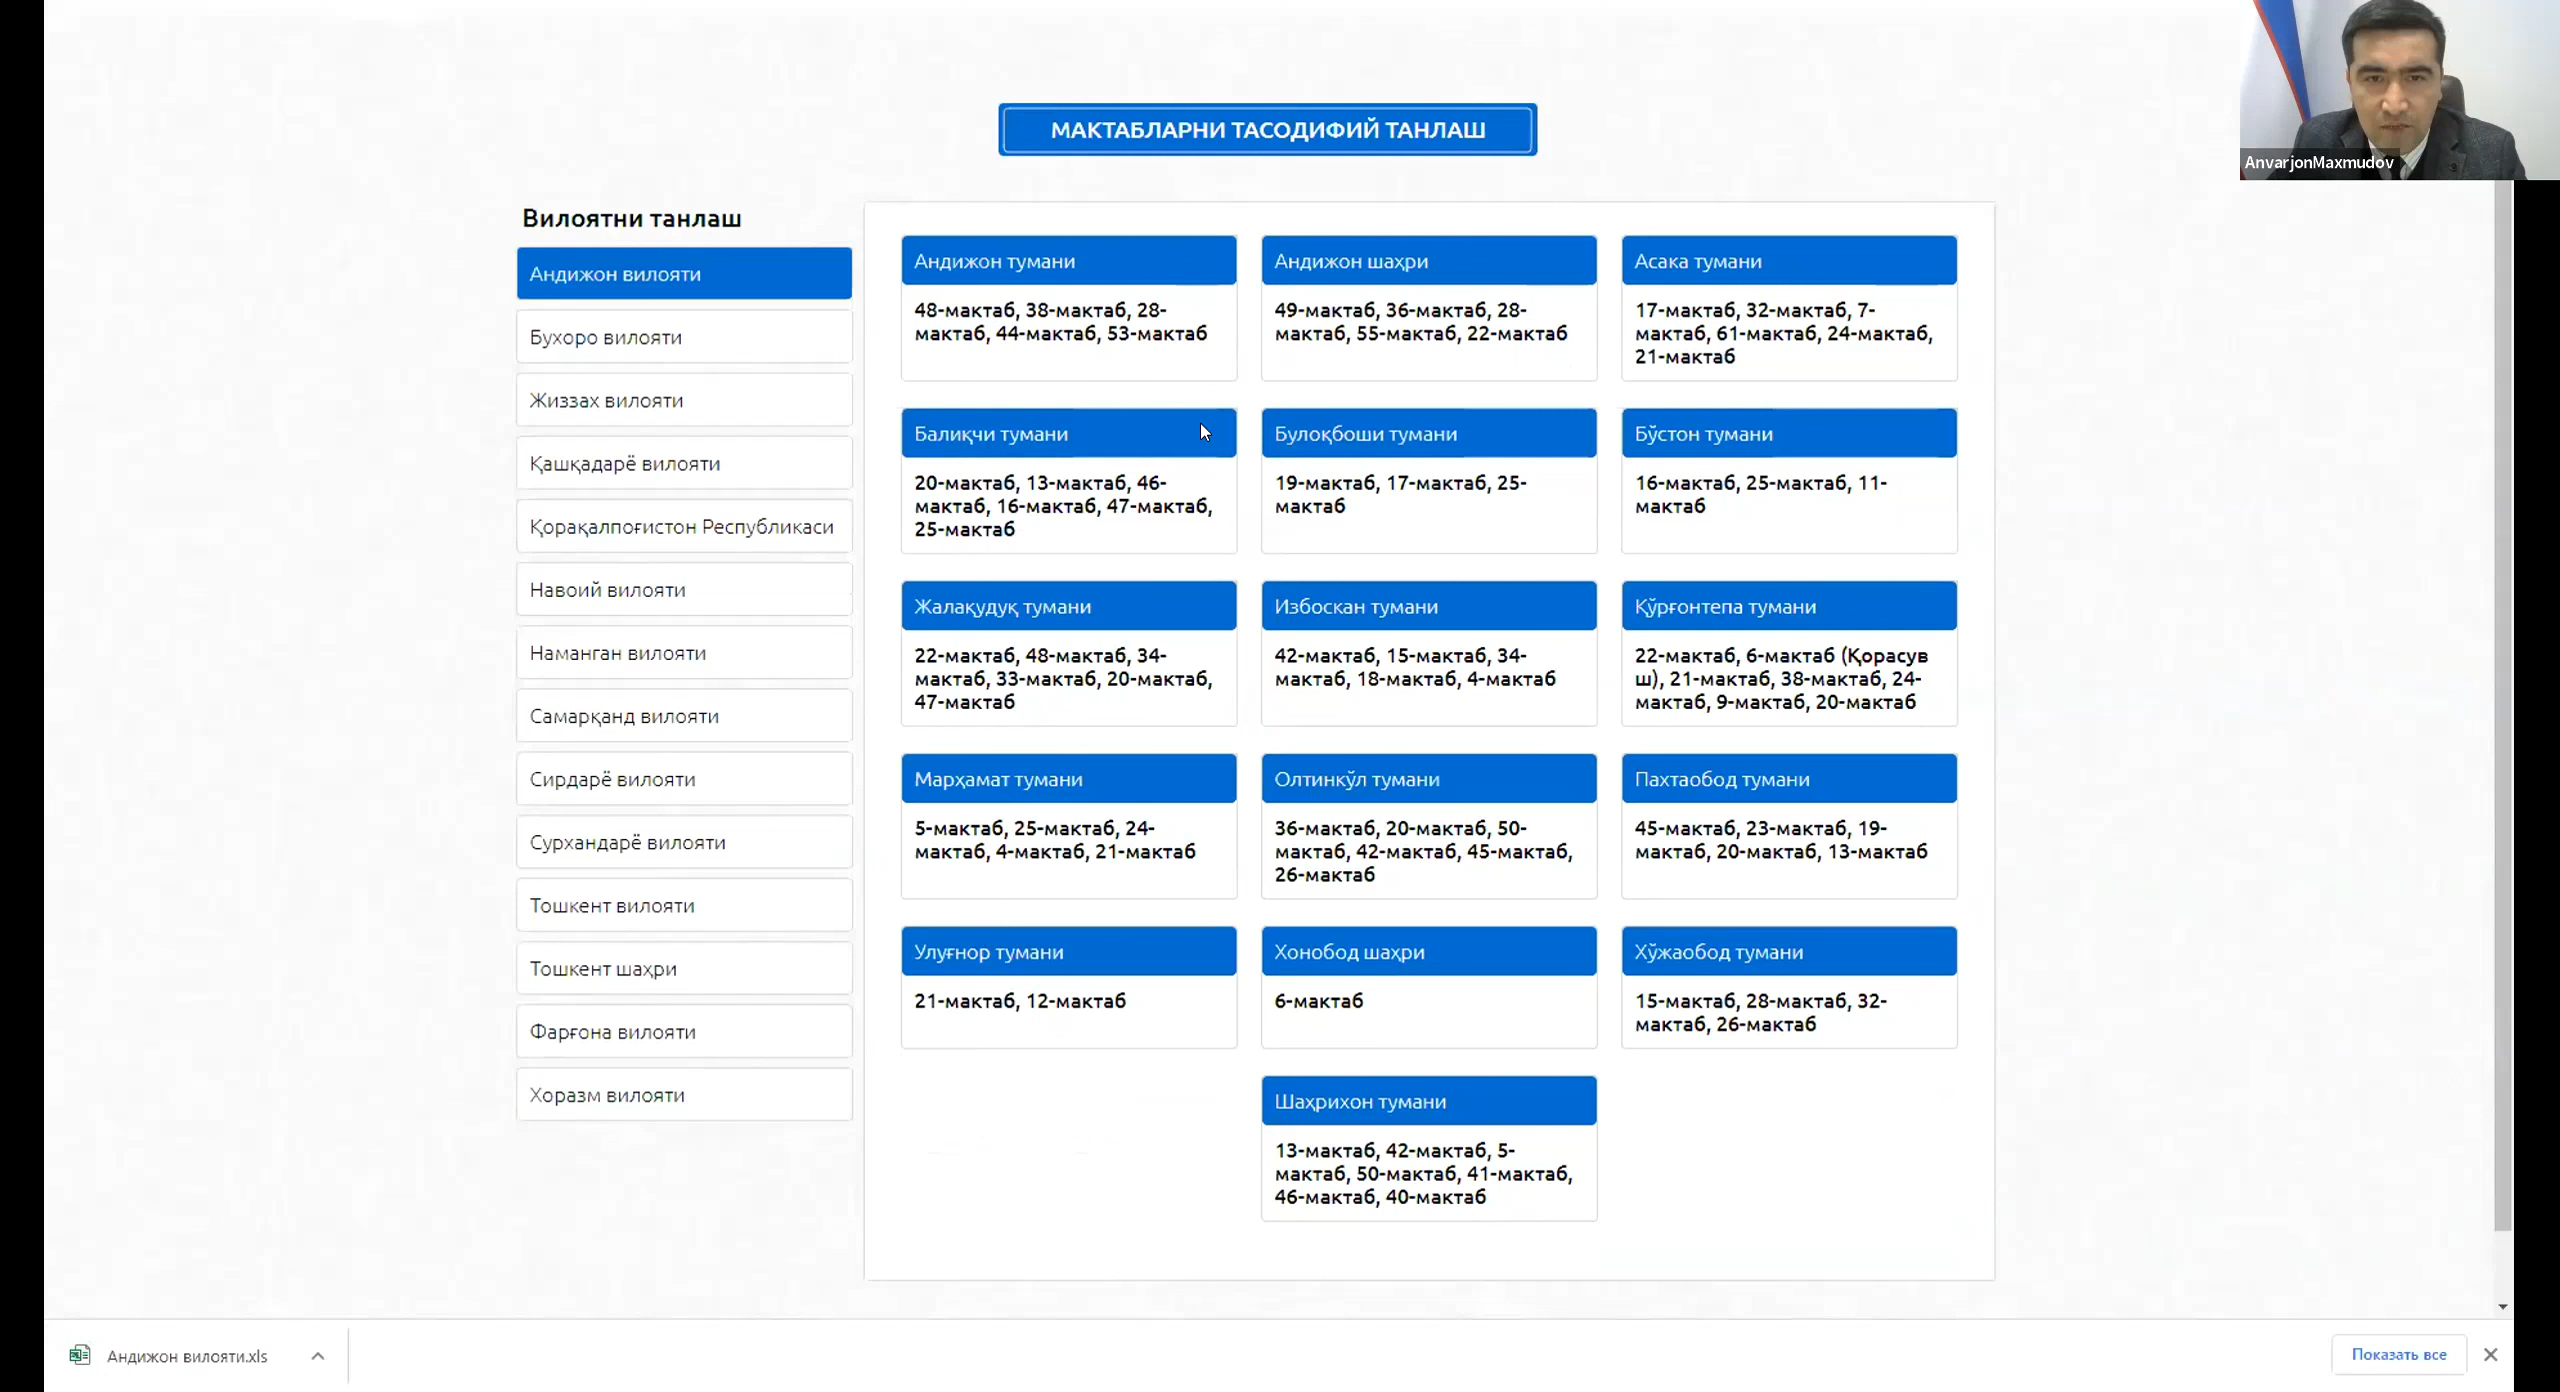 AnvarjonMaxmudov
МАКТАБЛАРНИ ТАСОДИФИЙ ТАНЛАШ
Вилоятни танлаш
Андижон вилояти
Бухоро вилояти
Жиззах вилояти
Қашқадарё вилояти
Қорақалпоғистон Республикаси
Навоий вилояти
Наманган вилояти
Самарқанд вилояти
Сирдарё вилояти
Сурхандарё вилояти
Тошкент вилояти
Тошкент шаҳри
Фарғона вилояти
Хоразм вилояти
Андижон тумани
48-мактаб, 38-мактаб, 28-
мактаб, 44-мактаб, 53-мактаб
Андижон шаҳри
49-мактаб, 36-мактаб, 28-
мактаб, 55-мактаб, 22-мактаб
Асака тумани
17-мактаб, 32-мактаб, 7-
мактаб, 61-мактаб, 24-мактаб,
21-мактаб
Балиқчи тумани
20-мактаб, 13-мактаб, 46-
мактаб, 16-мактаб, 47-мактаб,
25-мактаб
Булоқбоши тумани
19-мактаб, 17-мактаб, 25-
мактаб
Бўстон тумани
16-мактаб, 25-мактаб, 11-
мактаб
Жалақудуқ тумани
22-мактаб, 48-мактаб, 34-
мактаб, 33-мактаб, 20-мактаб,
47-мактаб
Избоскан тумани
42-мактаб, 15-мактаб, 34-
мактаб, 18-мактаб, 4-мактаб
Қўрғонтепа тумани
22-мактаб, 6-мактаб (Қорасув
ш), 21-мактаб, 38-мактаб, 24-
мактаб, 9-мактаб, 20-мактаб
Марҳамат тумани
5-мактаб, 25-мактаб, 24-
мактаб, 4-мактаб, 21-мактаб
Олтинкўл тумани
36-мактаб, 20-мактаб, 50-
мактаб, 42-мактаб, 45-мактаб,
26-мактаб
Пахтаобод тумани
45-мактаб, 23-мактаб, 19-
мактаб, 20-мактаб, 13-мактаб
Улуғнор тумани
21-мактаб, 12-мактаб
Хонобод шаҳри
6-мактаб
Хўжаобод тумани
15-мактаб, 28-мактаб, 32-
мактаб, 26-мактаб
Шаҳрихон тумани
13-мактаб, 42-мактаб, 5-
мактаб, 50-мактаб, 41-мактаб,
46-мактаб, 40-мактаб
Андижон вилояти.xls
Показать все